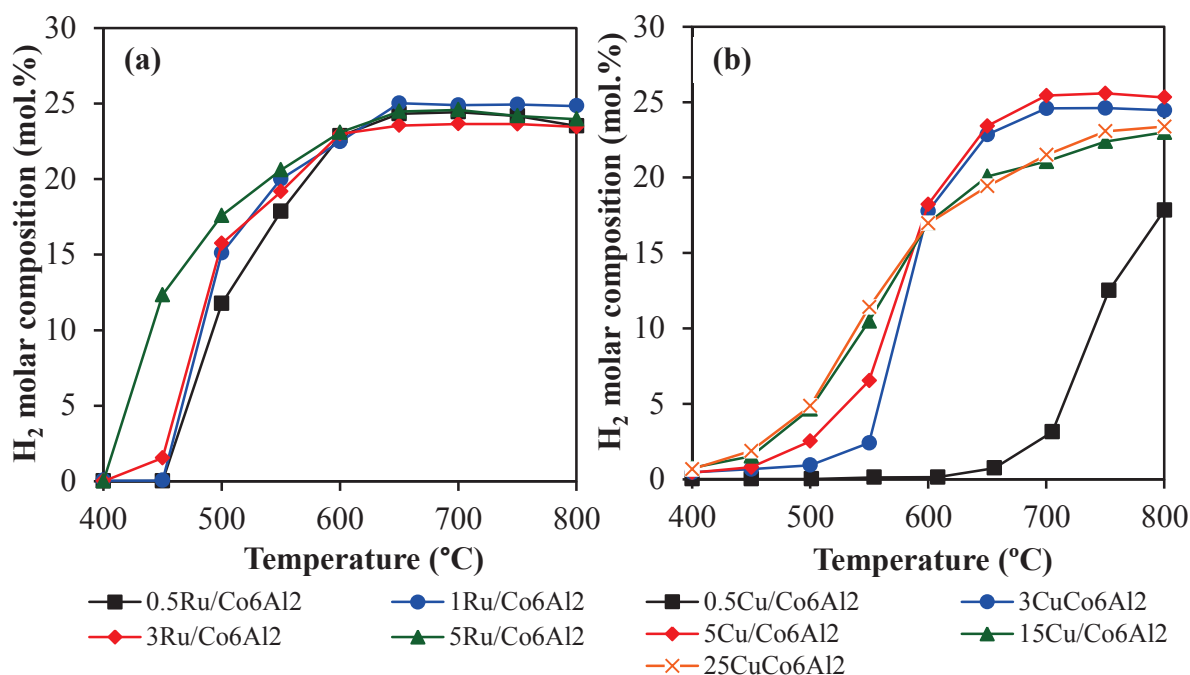 (a)
H₂ molar composition (mol.%)
30
25
20
15
10
5
0
400 500 600 700 800
Temperature (°C)
0.5Ru/Co6Al2 1Ru/Co6Al2
3Ru/Co6Al2 5Ru/Co6Al2
(b)
H₂ molar composition (mol.%)
30
25
20
15
10
5
0
400 500 600 700 800
Temperature (ºC)
0.5Cu/Co6Al2 3CuCo6Al2
5Cu/Co6Al2 15Cu/Co6Al2
25CuCo6Al2